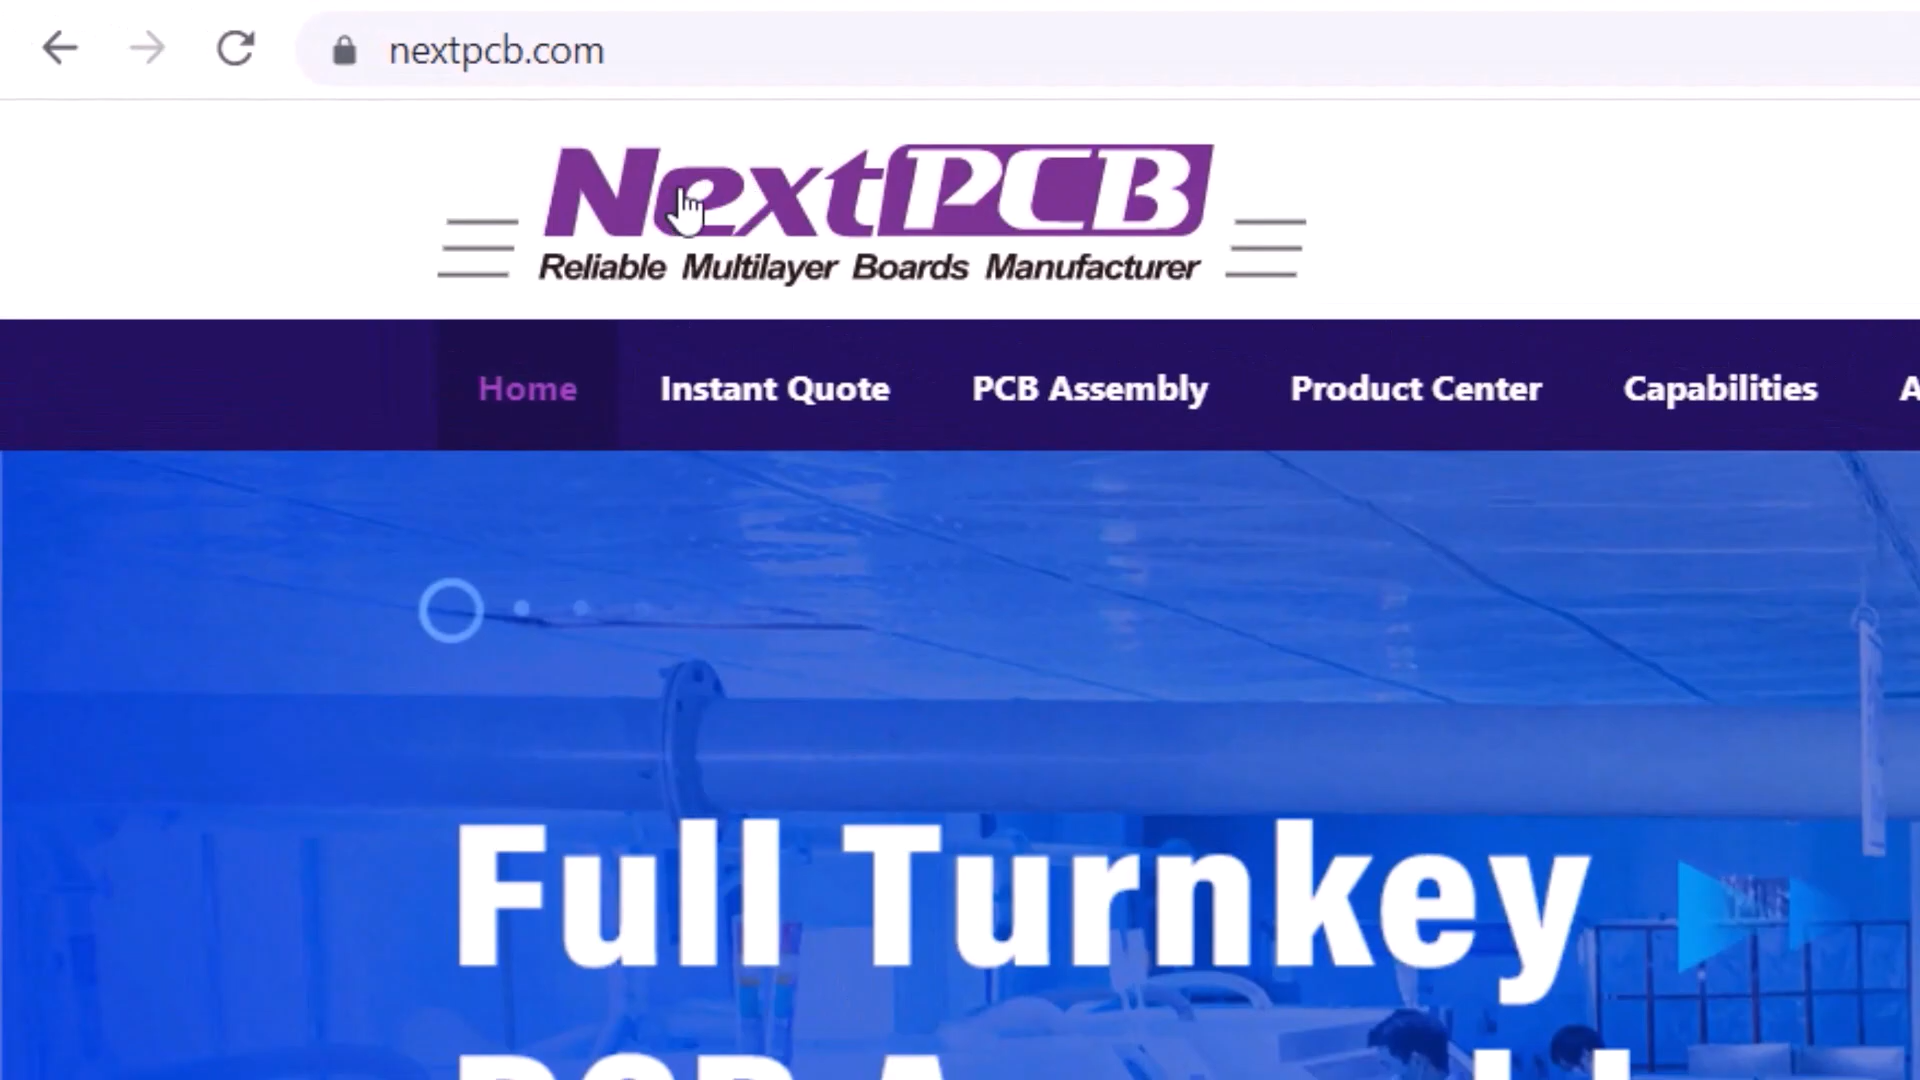 nextpcb.com
NextPCB
Reliable Multilayer Boards Manufacturer
Home Instant Quote PCB Assembly Product Center Capabilities
Full Turnkey